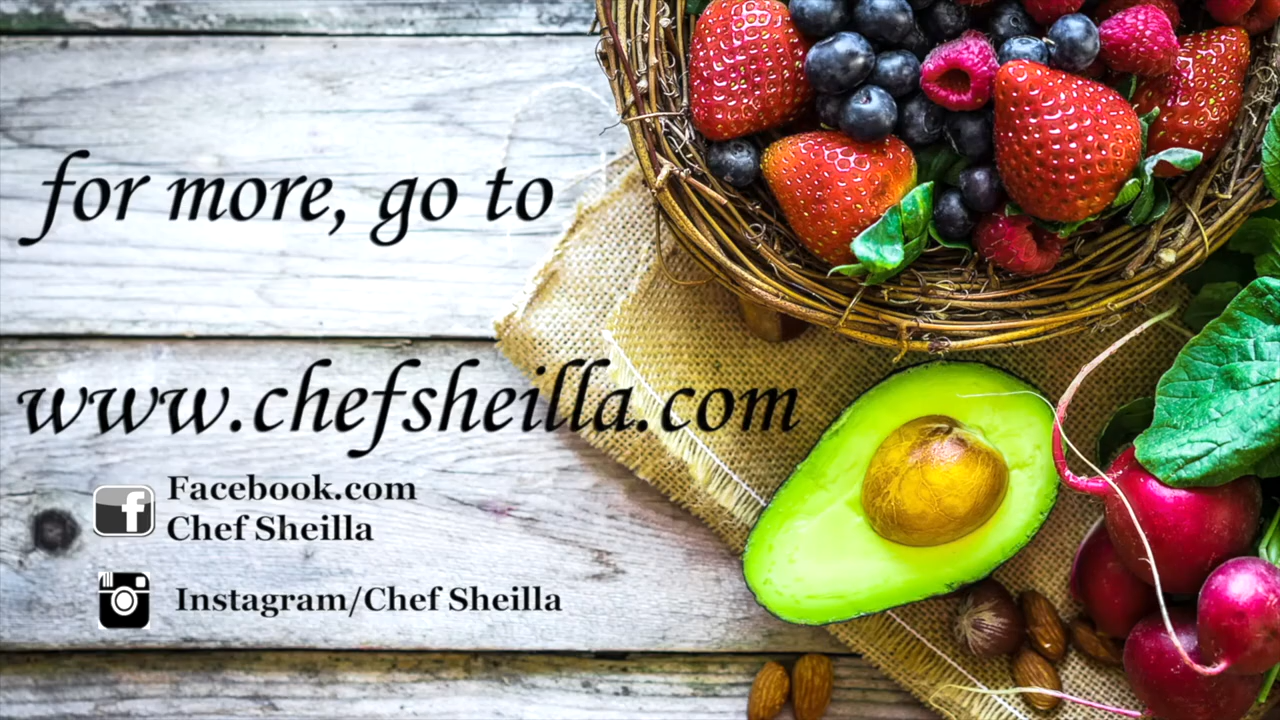 for more, go to
www.chefsheilla.com
Facebook.com
Chef Sheilla
Instagram/Chef Sheilla